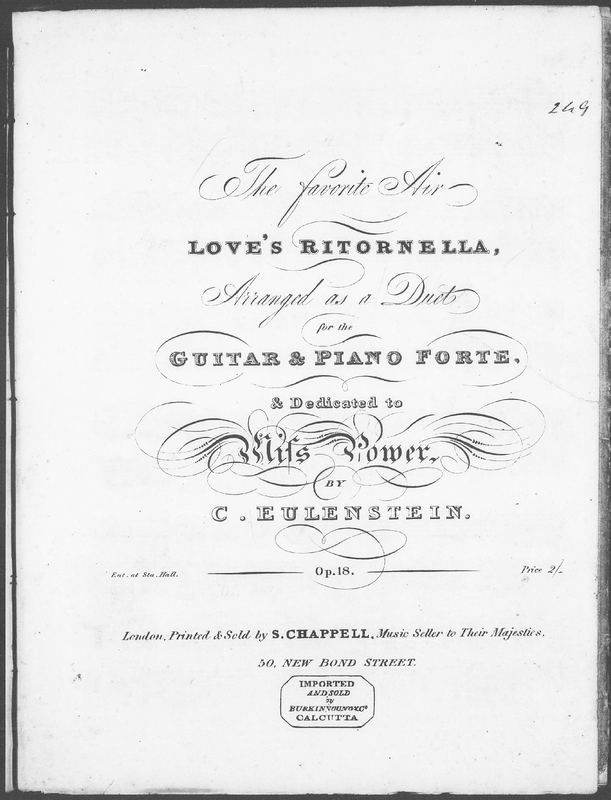 249
The favorite Air
LOVE'S RITORNELLA,
Arranged as a Duet
for the
GUITAR & PIANO FORTE,
& Dedicated to
Miſs Power,
BY
C. EULENSTEIN.
Ent. at Sta. Hall.
Op. 18.
Price 2/-
London, Printed & Sold by S. CHAPPELL, Music Seller to Their Majesties,
50, NEW BOND STREET.
IMPORTED
AND SOLD
by
BURKINYOUNG & Co
CALCUTTA